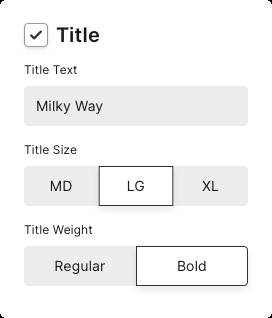 Title
Title Text
Milky Way
Title Size
MD LG XL
Title Weight
Regular Bold